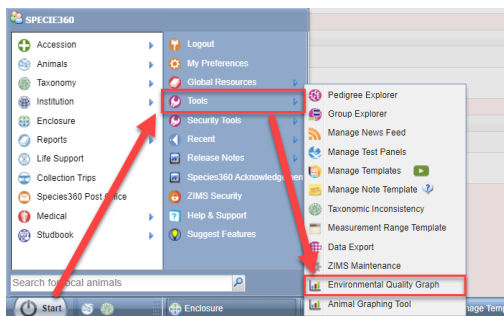 SPECIE360
Accession
Animals
Taxonomy
Institution
Enclosure
Reports
Life Support
Collection Trips
Species360 Post Office
Medical
Studbook
Search for local animals
Logout
My Preferences
Global Resources
Tools
Security Tools
Recent
Release Notes
Species360 Acknowledgemen
ZIMS Security
Help & Support
Suggest Features
Pedigree Explorer
Group Explorer
Manage News Feed
Manage Test Panels
Manage Templates
Manage Note Template
Taxonomic Inconsistency
Measurement Range Template
Data Export
ZIMS Maintenance
Environmental Quality Graph
Animal Graphing Tool
Start
Enclosure
nage Temp